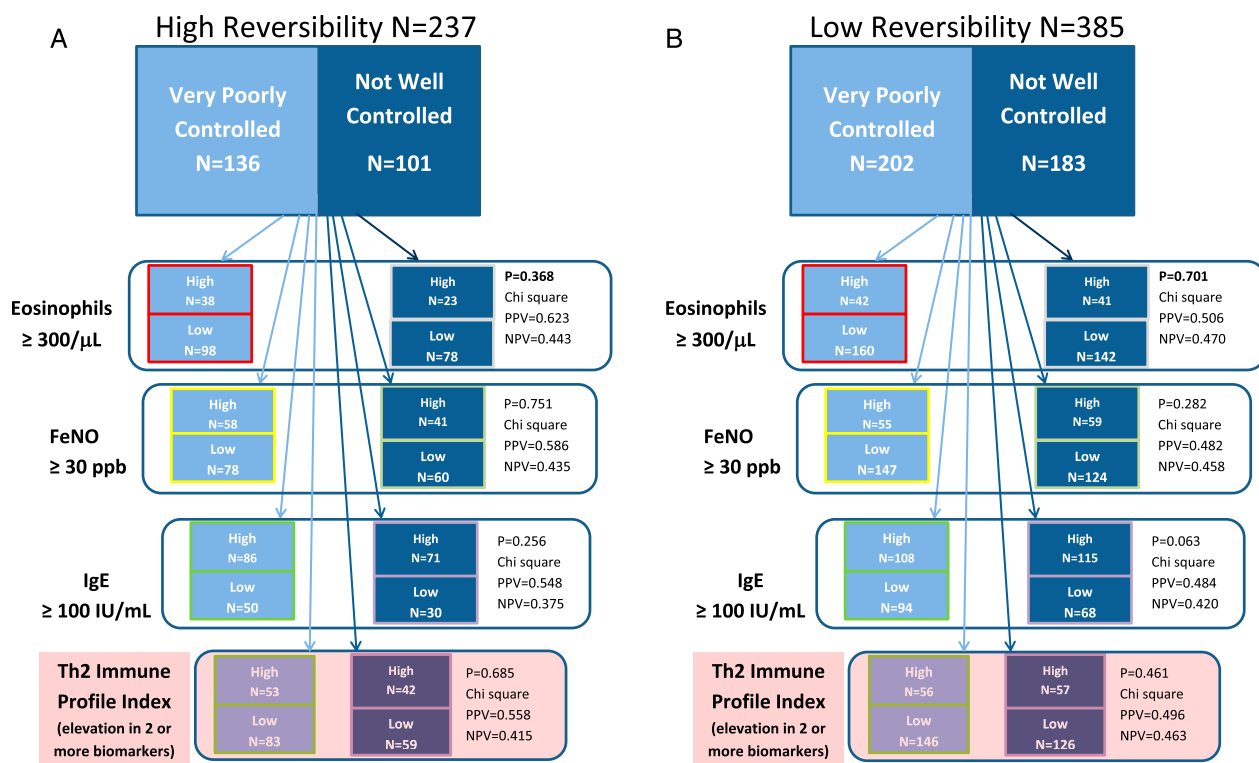 A
High Reversibility N=237
Very Poorly
Controlled
N=136
Not Well
Controlled
N=101
Eosinophils
≥ 300/μL
High
N=38
Low
N=98
High
N=23
Low
N=78
P=0.368
Chi square
PPV=0.623
NPV=0.443
FeNO
≥ 30 ppb
High
N=58
Low
N=78
High
N=41
Low
N=60
P=0.751
Chi square
PPV=0.586
NPV=0.435
IgE
≥ 100 IU/mL
High
N=86
Low
N=50
High
N=71
Low
N=30
P=0.256
Chi square
PPV=0.548
NPV=0.375
Th2 Immune
Profile Index
(elevation in 2 or
more biomarkers)
High
N=53
Low
N=83
High
N=42
Low
N=59
P=0.685
Chi square
PPV=0.558
NPV=0.415
B
Low Reversibility N=385
Very Poorly
Controlled
N=202
Not Well
Controlled
N=183
Eosinophils
≥ 300/μL
High
N=42
Low
N=160
High
N=41
Low
N=142
P=0.701
Chi square
PPV=0.506
NPV=0.470
FeNO
≥ 30 ppb
High
N=55
Low
N=147
High
N=59
Low
N=124
P=0.282
Chi square
PPV=0.482
NPV=0.458
IgE
≥ 100 IU/mL
High
N=108
Low
N=94
High
N=115
Low
N=68
P=0.063
Chi square
PPV=0.484
NPV=0.420
Th2 Immune
Profile Index
(elevation in 2 or
more biomarkers)
High
N=56
Low
N=146
High
N=57
Low
N=126
P=0.461
Chi square
PPV=0.496
NPV=0.463